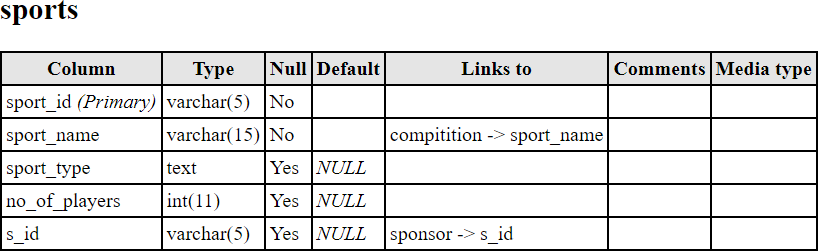 sports
Column Type Null Default Links to Comments Media type
sport_id (Primary) varchar(5) No
sport_name varchar(15) No compitition -> sport_name
sport_type text Yes NULL
no_of_players int(11) Yes NULL
s_id varchar(5) Yes NULL sponsor -> s_id